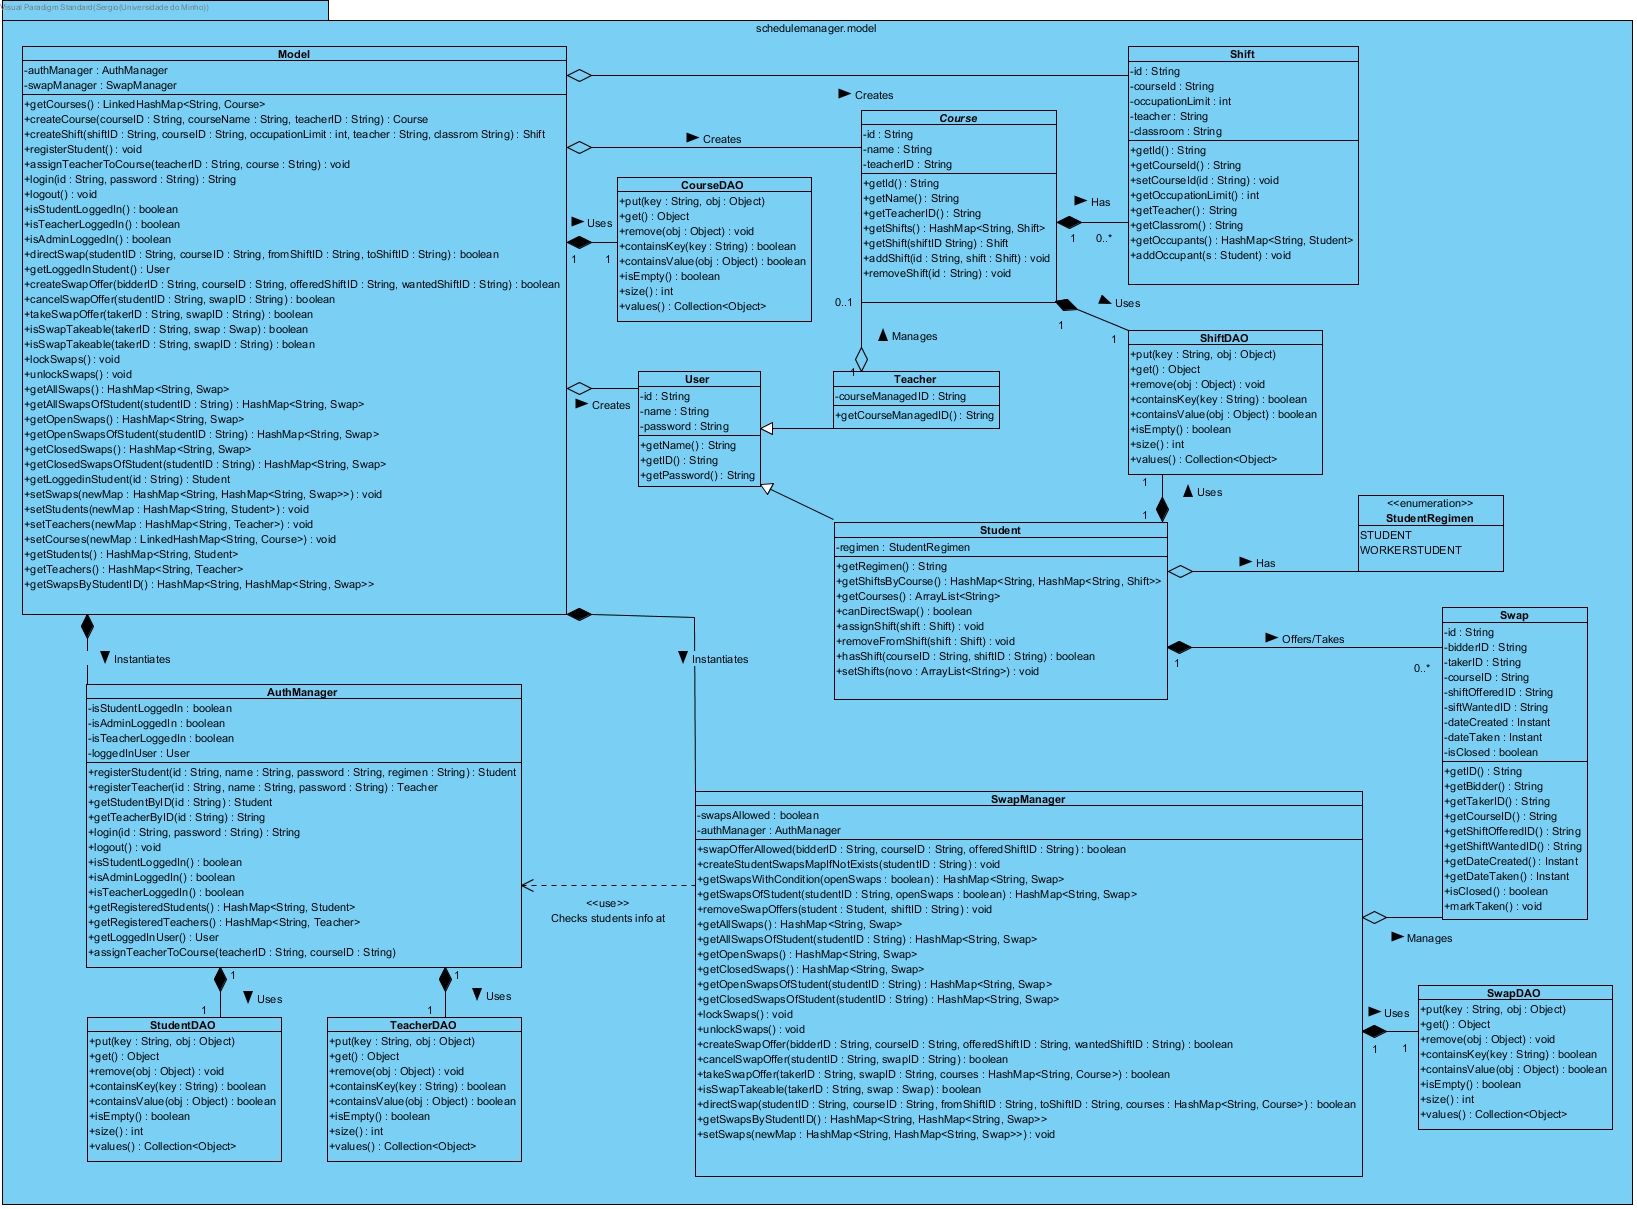 Visual Paradigm Standard(Sergio(Universidade do Minho))
schedulemanager.model
Model
-authManager : AuthManager
-swapManager : SwapManager
+getCourses() : LinkedHashMap<String, Course>
+createCourse(courseID : String, courseName : String, teacherID : String) : Course
+createShift(shiftID : String, courseID : String, occupationLimit : int, teacher : String, classrom String) : Shift
+registerStudent() : void
+assignTeacherToCourse(teacherID : String, course : String) : void
+login(id : String, password : String) : String
+logout() : void
+isStudentLoggedIn() : boolean
+isTeacherLoggedIn() : boolean
+isAdminLoggedIn() : boolean
+directSwap(studentID : String, courseID : String, fromShiftID : String, toShiftID : String) : boolean
+getLoggedInStudent() : User
+createSwapOffer(bidderID : String, courseID : String, offeredShiftID : String, wantedShiftID : String) : boolean
+cancelSwapOffer(studentID : String, swapID : String) : boolean
+takeSwapOffer(takerID : String, swapID : String) : boolean
+isSwapTakeable(takerID : String, swap : Swap) : boolean
+isSwapTakeable(takerID : String, swapID : String) : bolean
+lockSwaps() : void
+unlockSwaps() : void
+getAllSwaps() : HashMap<String, Swap>
+getAllSwapsOfStudent(studentID : String) : HashMap<String, Swap>
+getOpenSwaps() : HashMap<String, Swap>
+getOpenSwapsOfStudent(studentID : String) : HashMap<String, Swap>
+getClosedSwaps() : HashMap<String, Swap>
+getClosedSwapsOfStudent(studentID : String) : HashMap<String, Swap>
+getLoggedinStudent(id : String) : Student
+setSwaps(newMap : HashMap<String, HashMap<String, Swap>>) : void
+setStudents(newMap : HashMap<String, Student>) : void
+setTeachers(newMap : HashMap<String, Teacher>) : void
+setCourses(newMap : LinkedHashMap<String, Course>) : void
+getStudents() : HashMap<String, Student>
+getTeachers() : HashMap<String, Teacher>
+getSwapsByStudentID() : HashMap<String, HashMap<String, Swap>>
Creates
Creates
Uses
1 1
Creates
Instantiates
Instantiates
Shift
-id : String
-courseId : String
-occupationLimit : int
-teacher : String
-classroom : String
+getId() : String
+getCourseId() : String
+setCourseId(id : String) : void
+getOccupationLimit() : int
+getTeacher() : String
+getClassrom() : String
+getOccupants() : HashMap<String, Student>
+addOccupant(s : Student) : void
Course
-id : String
-name : String
-teacherID : String
+getId() : String
+getName() : String
+getTeacherID() : String
+getShifts() : HashMap<String, Shift>
+getShift(shiftID String) : Shift
+addShift(id : String, shift : Shift) : void
+removeShift(id : String) : void
Has
1 0..*
Uses
1
1
0..1
Manages
1
CourseDAO
+put(key : String, obj : Object)
+get() : Object
+remove(obj : Object) : void
+containsKey(key : String) : boolean
+containsValue(obj : Object) : boolean
+isEmpty() : boolean
+size() : int
+values() : Collection<Object>
ShiftDAO
+put(key : String, obj : Object)
+get() : Object
+remove(obj : Object) : void
+containsKey(key : String) : boolean
+containsValue(obj : Object) : boolean
+isEmpty() : boolean
+size() : int
+values() : Collection<Object>
1
Uses
1
User
-id : String
-name : String
-password : String
+getName() : String
+getID() : String
+getPassword() : String
Teacher
-courseManagedID : String
+getCourseManagedID() : String
Student
-regimen : StudentRegimen
+getRegimen() : String
+getShiftsByCourse() : HashMap<String, HashMap<String, Shift>>
+getCourses() : ArrayList<String>
+canDirectSwap() : boolean
+assignShift(shift : Shift) : void
+removeFromShift(shift : Shift) : void
+hasShift(courseID : String, shiftID : String) : boolean
+setShifts(novo : ArrayList<String>) : void
<<enumeration>>
StudentRegimen
STUDENT
WORKERSTUDENT
Has
Offers/Takes
1
0..*
Swap
-id : String
-bidderID : String
-takerID : String
-courseID : String
-shiftOfferedID : String
-siftWantedID : String
-dateCreated : Instant
-dateTaken : Instant
-isClosed : boolean
+getID() : String
+getBidder() : String
+getTakerID() : String
+getCourseID() : String
+getShiftOfferedID() : String
+getShiftWantedID() : String
+getDateCreated() : Instant
+getDateTaken() : Instant
+isClosed() : boolean
+markTaken() : void
AuthManager
-isStudentLoggedIn : boolean
-isAdminLoggedIn : boolean
-isTeacherLoggedIn : boolean
-loggedInUser : User
+registerStudent(id : String, name : String, password : String, regimen : String) : Student
+registerTeacher(id : String, name : String, password : String) : Teacher
+getStudentByID(id : String) : Student
+getTeacherByID(id : String) : String
+login(id : String, password : String) : String
+logout() : void
+isStudentLoggedIn() : boolean
+isAdminLoggedIn() : boolean
+isTeacherLoggedIn() : boolean
+getRegisteredStudents() : HashMap<String, Student>
+getRegisteredTeachers() : HashMap<String, Teacher>
+getLoggedInUser() : User
+assignTeacherToCourse(teacherID : String, courseID : String)
<<use>>
Checks students info at
1
Uses
1
1
Uses
1
SwapManager
-swapsAllowed : boolean
-authManager : AuthManager
+swapOfferAllowed(bidderID : String, courseID : String, offeredShiftID : String) : boolean
+createStudentSwapsMapIfNotExists(studentID : String) : void
+getSwapsWithCondition(openSwaps : boolean) : HashMap<String, Swap>
+getSwapsOfStudent(studentID : String, openSwaps : boolean) : HashMap<String, Swap>
+removeSwapOffers(student : Student, shiftID : String) : void
+getAllSwaps() : HashMap<String, Swap>
+getAllSwapsOfStudent(studentID : String) : HashMap<String, Swap>
+getOpenSwaps() : HashMap<String, Swap>
+getClosedSwaps() : HashMap<String, Swap>
+getOpenSwapsOfStudent(studentID : String) : HashMap<String, Swap>
+getClosedSwapsOfStudent(studentID : String) : HashMap<String, Swap>
+lockSwaps() : void
+unlockSwaps() : void
+createSwapOffer(bidderID : String, courseID : String, offeredShiftID : String, wantedShiftID : String) : boolean
+cancelSwapOffer(studentID : String, swapID : String) : boolean
+takeSwapOffer(takerID : String, swapID : String, courses : HashMap<String, Course>) : boolean
+isSwapTakeable(takerID : String, swap : Swap) : boolean
+directSwap(studentID : String, courseID : String, fromShiftID : String, toShiftID : String, courses : HashMap<String, Course>) : boolean
+getSwapsByStudentID() : HashMap<String, HashMap<String, Swap>>
+setSwaps(newMap : HashMap<String, HashMap<String, Swap>>) : void
Manages
Uses
1 1
SwapDAO
+put(key : String, obj : Object)
+get() : Object
+remove(obj : Object) : void
+containsKey(key : String) : boolean
+containsValue(obj : Object) : boolean
+isEmpty() : boolean
+size() : int
+values() : Collection<Object>
StudentDAO
+put(key : String, obj : Object)
+get() : Object
+remove(obj : Object) : void
+containsKey(key : String) : boolean
+containsValue(obj : Object) : boolean
+isEmpty() : boolean
+size() : int
+values() : Collection<Object>
TeacherDAO
+put(key : String, obj : Object)
+get() : Object
+remove(obj : Object) : void
+containsKey(key : String) : boolean
+containsValue(obj : Object) : boolean
+isEmpty() : boolean
+size() : int
+values() : Collection<Object>